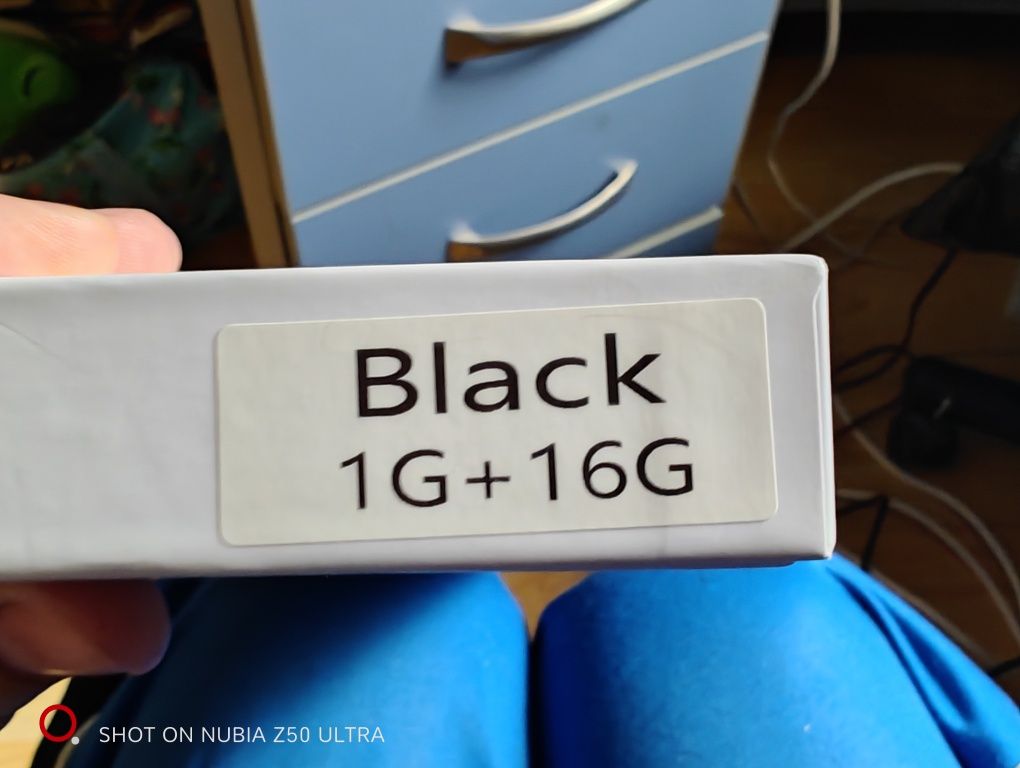 Black
1G+16G
SHOT ON NUBIA Z50 ULTRA